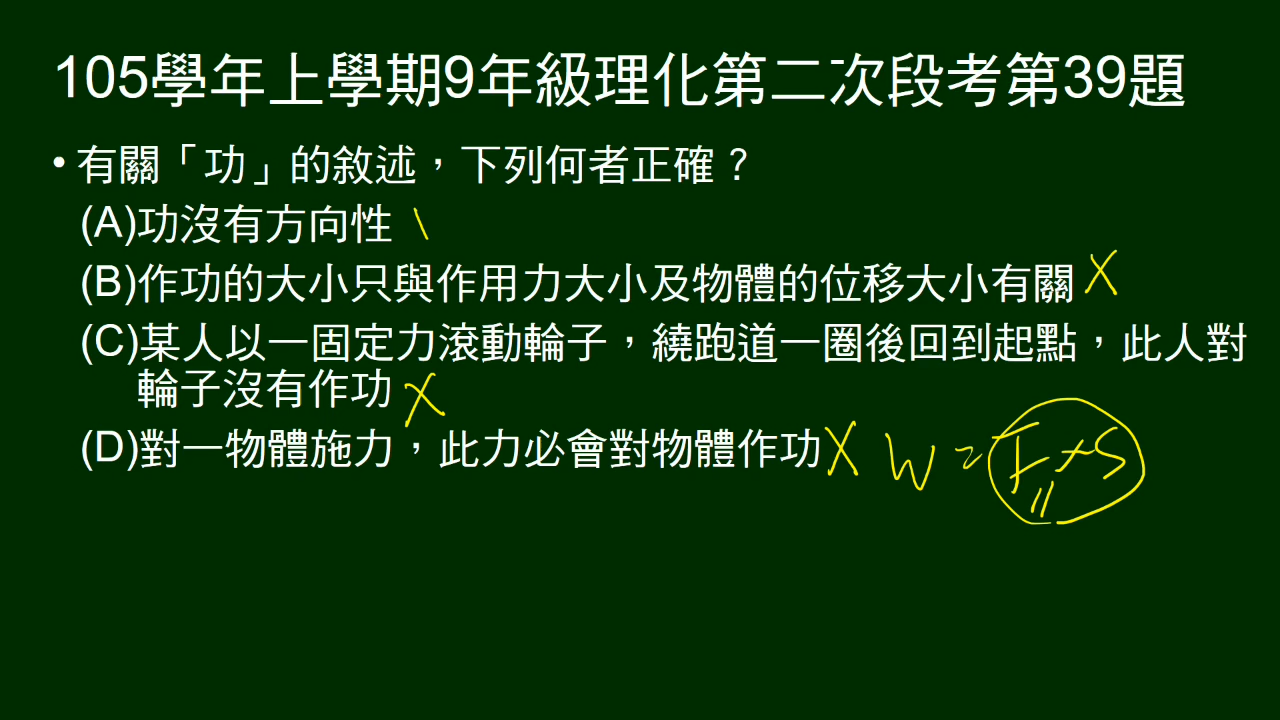 105學年上學期9年級理化第二次段考第39題
• 有關「功」的敘述，下列何者正確？
(A)功沒有方向性 \
(B)作功的大小只與作用力大小及物體的位移大小有關 X
(C)某人以一固定力滾動輪子，繞跑道一圈後回到起點，此人對
輪子沒有作功 X
(D)對一物體施力，此力必會對物體作功 X W = F// × S